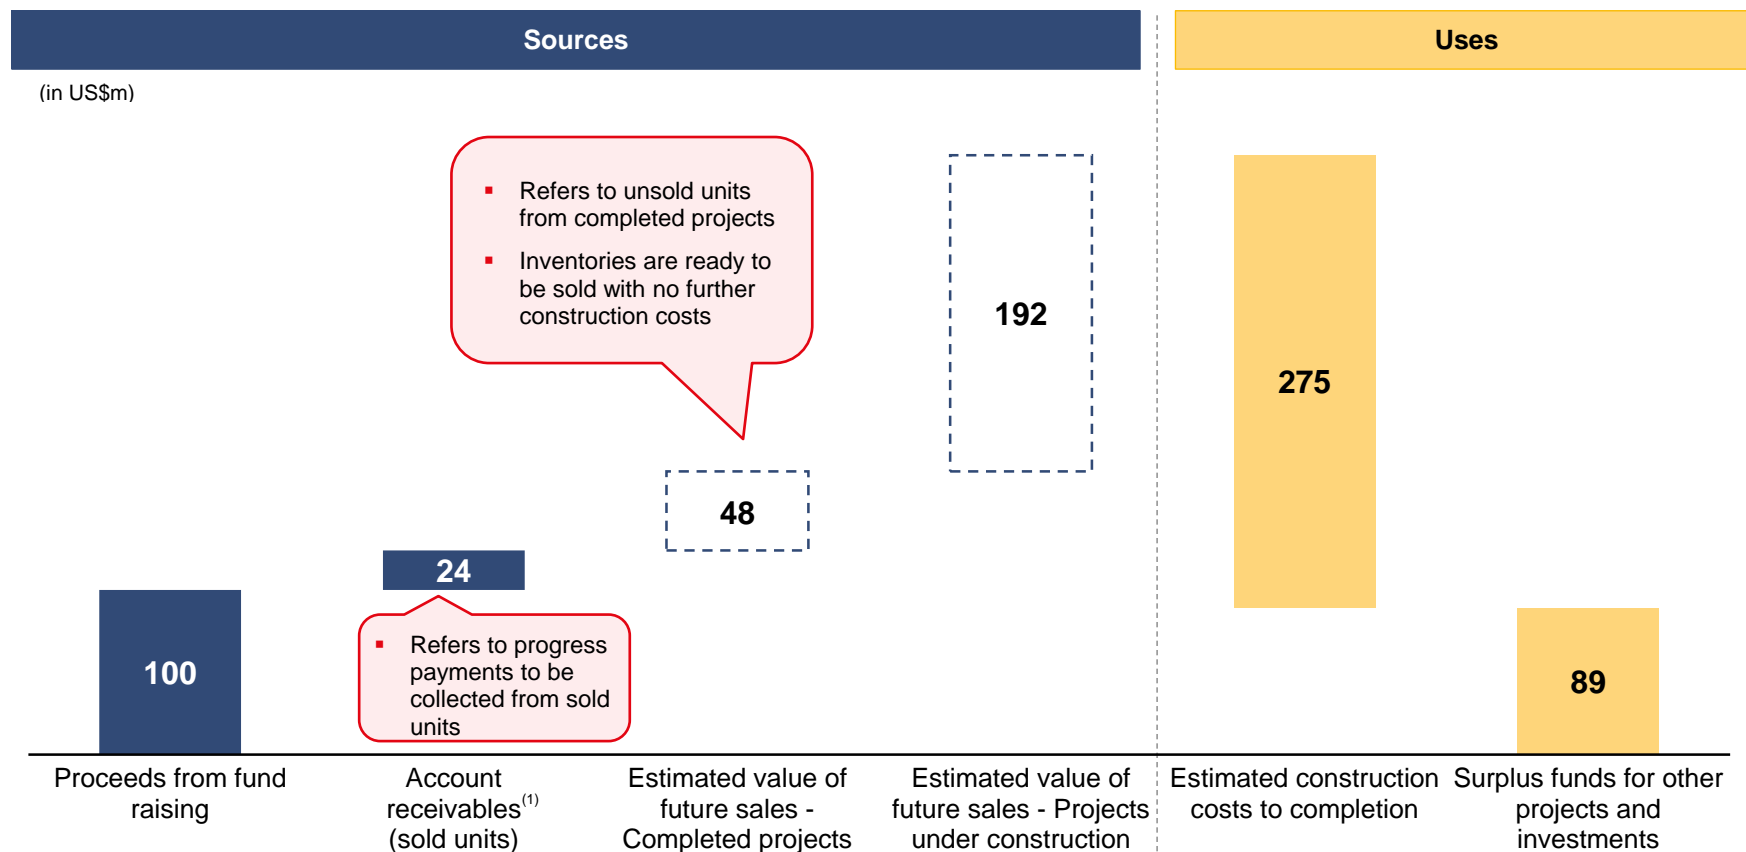 Sources
Uses
(in US$m)
▪ Refers to unsold units
from completed projects
▪ Inventories are ready to
be sold with no further
construction costs
192
275
48
24
▪ Refers to progress
payments to be
collected from sold
units
100
89
Proceeds from fund
raising
Account
receivables(1)
(sold units)
Estimated value of
future sales -
Completed projects
Estimated value of
future sales - Projects
under construction
Estimated construction
costs to completion
Surplus funds for other
projects and
investments